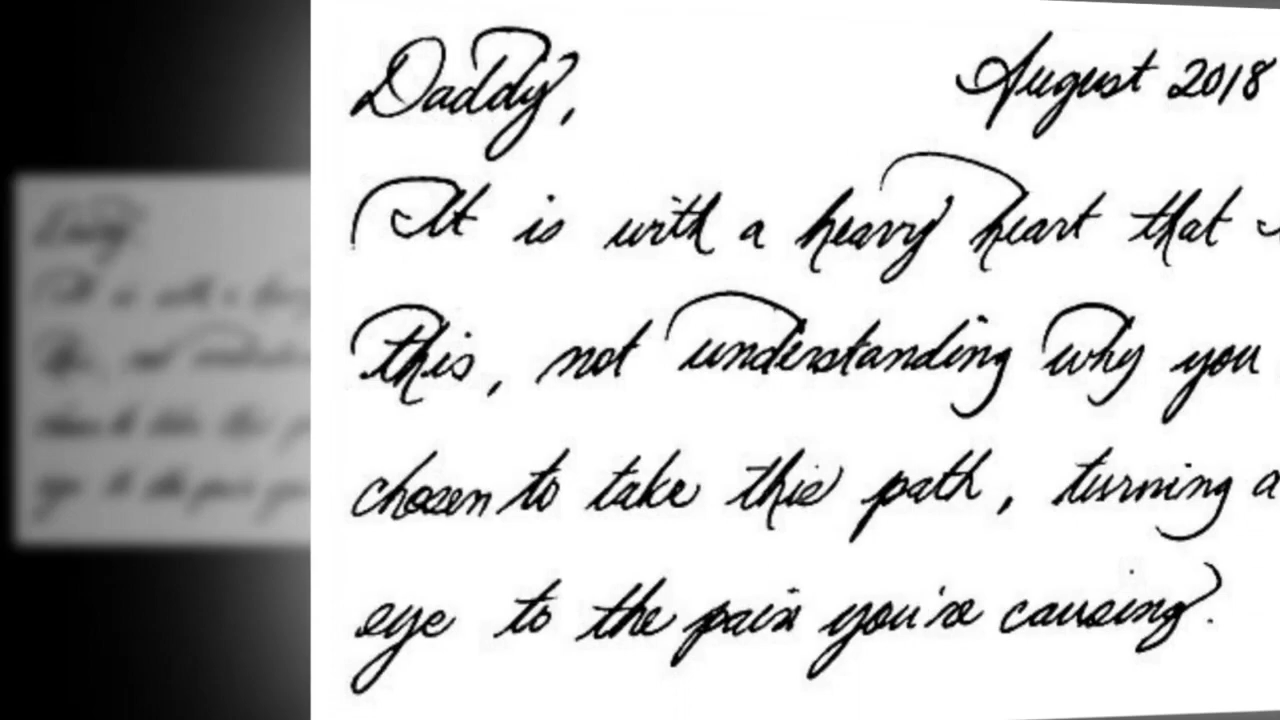 Daddy, August 2018
It is with a heavy heart that
this, not understanding why you
chosen to take this path, turning a
eye to the pain you're causing.